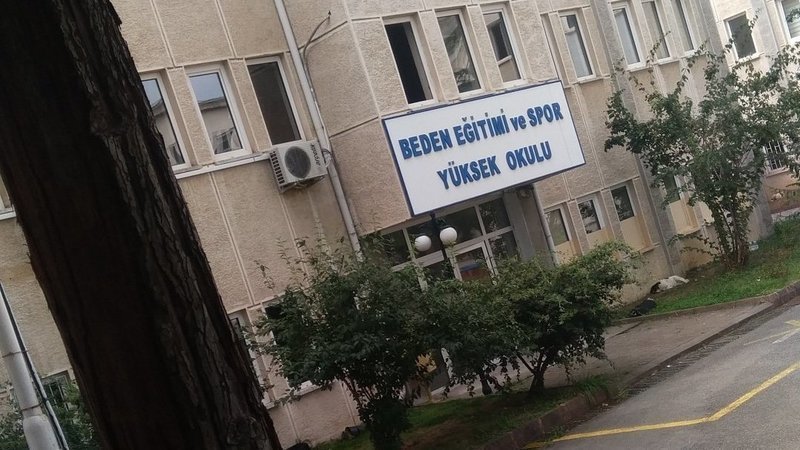 BEDEN EĞİTİMİ ve SPOR
YÜKSEK OKULU